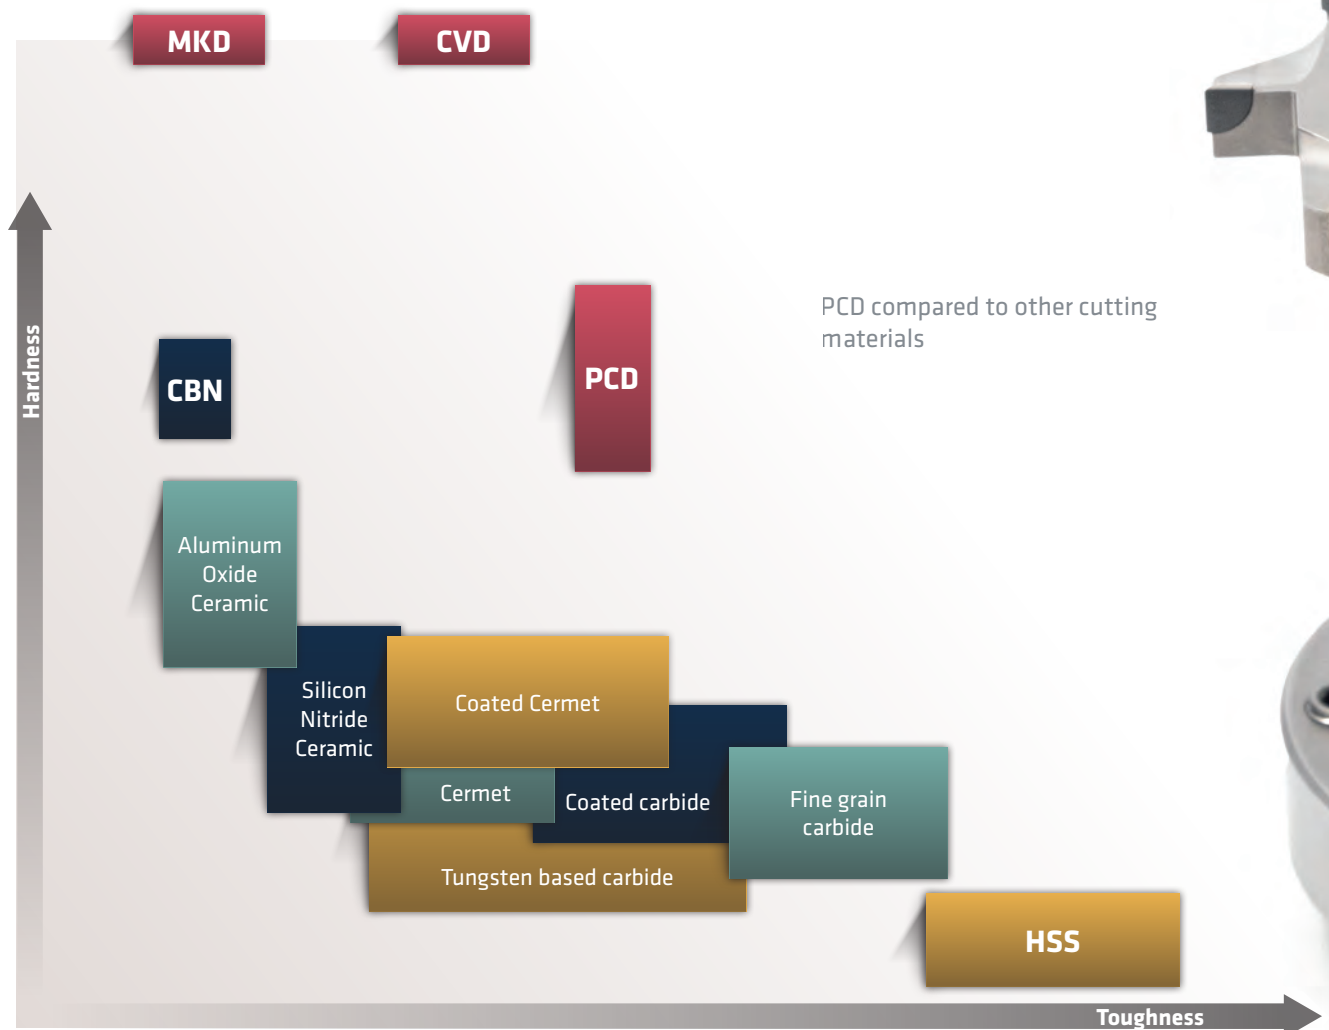 MKD
CVD
Hardness
PCD compared to other cutting
materials
PCD
CBN
Aluminum
Oxide
Ceramic
Silicon
Nitride
Ceramic
Coated Cermet
Cermet
Coated carbide
Fine grain
carbide
Tungsten based carbide
HSS
Toughness